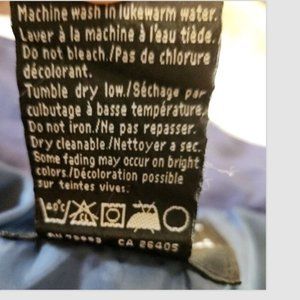 Machine wash in lukewarm water.
Laver à la machine à l'eau tiède.
Do not bleach./Pas de chlorure
décolorant.
Tumble dry low./Séchage par
culbutage à basse température.
Do not iron./Ne pas repasser.
Dry cleanable./Nettoyer a sec.
Some fading may occur on bright
colors./Décoloration possible
sur teintes vives.
40°C
CA 26405